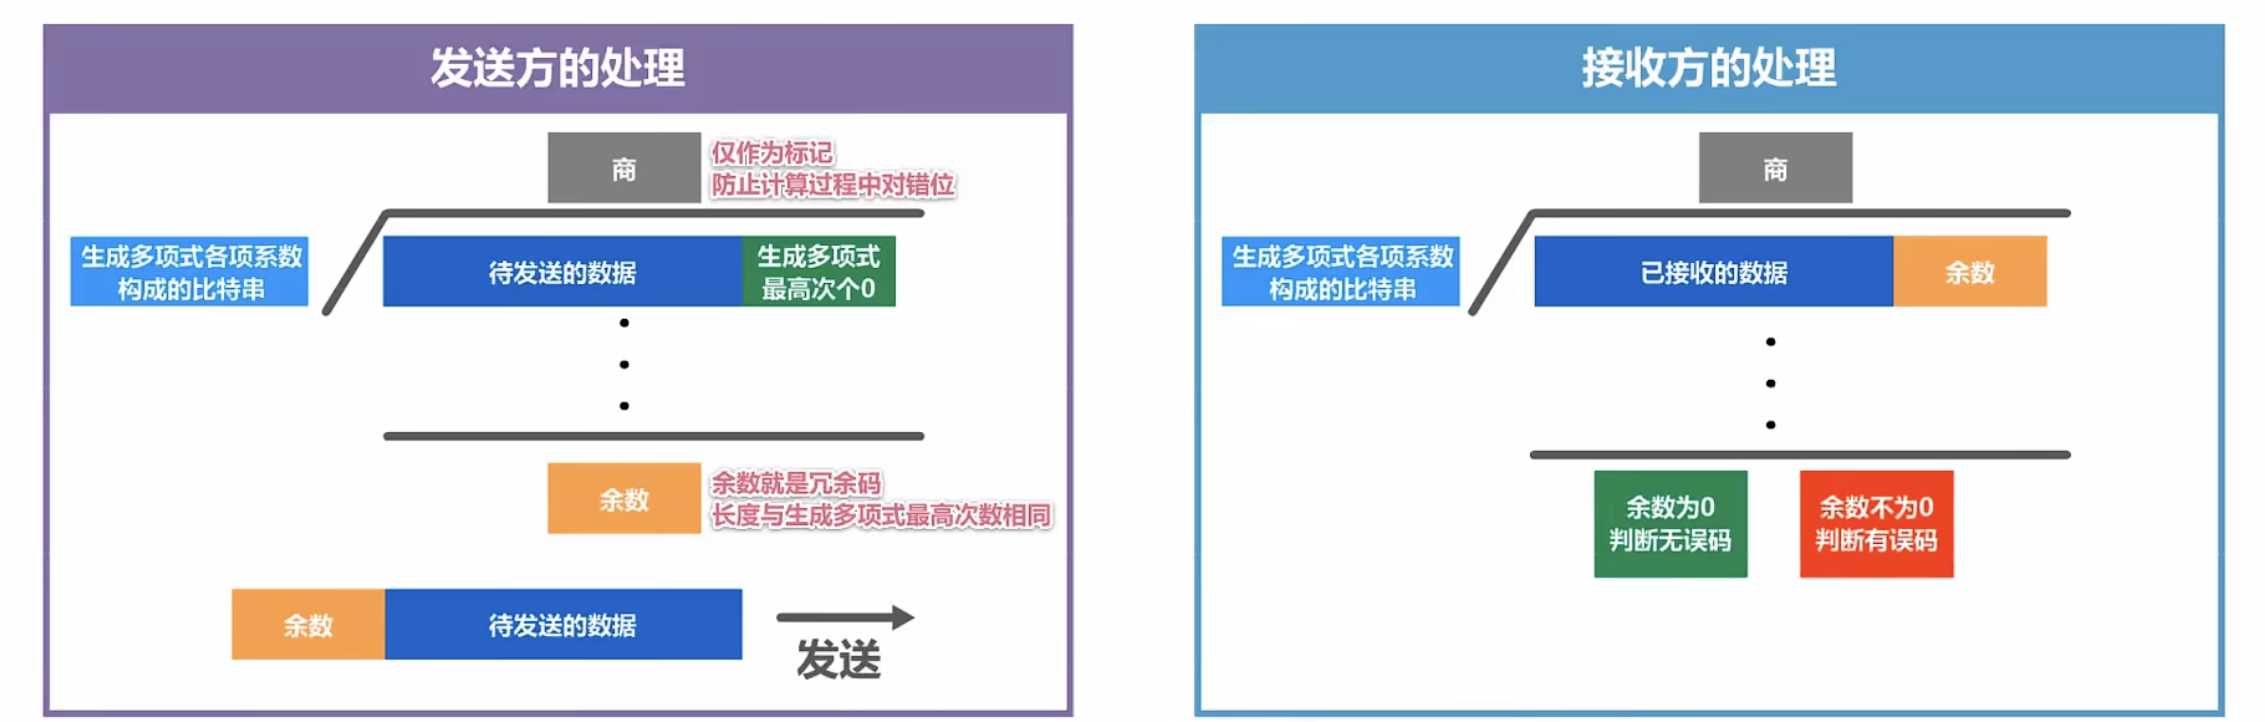 发送方的处理
商
仅作为标记
防止计算过程中对错位
生成多项式各项系数
构成的比特串
待发送的数据
生成多项式
最高次个0
余数
余数就是冗余码
长度与生成多项式最高次数相同
余数
待发送的数据
发送
接收方的处理
商
生成多项式各项系数
构成的比特串
已接收的数据
余数
余数为0
判断无误码
余数不为0
判断有误码